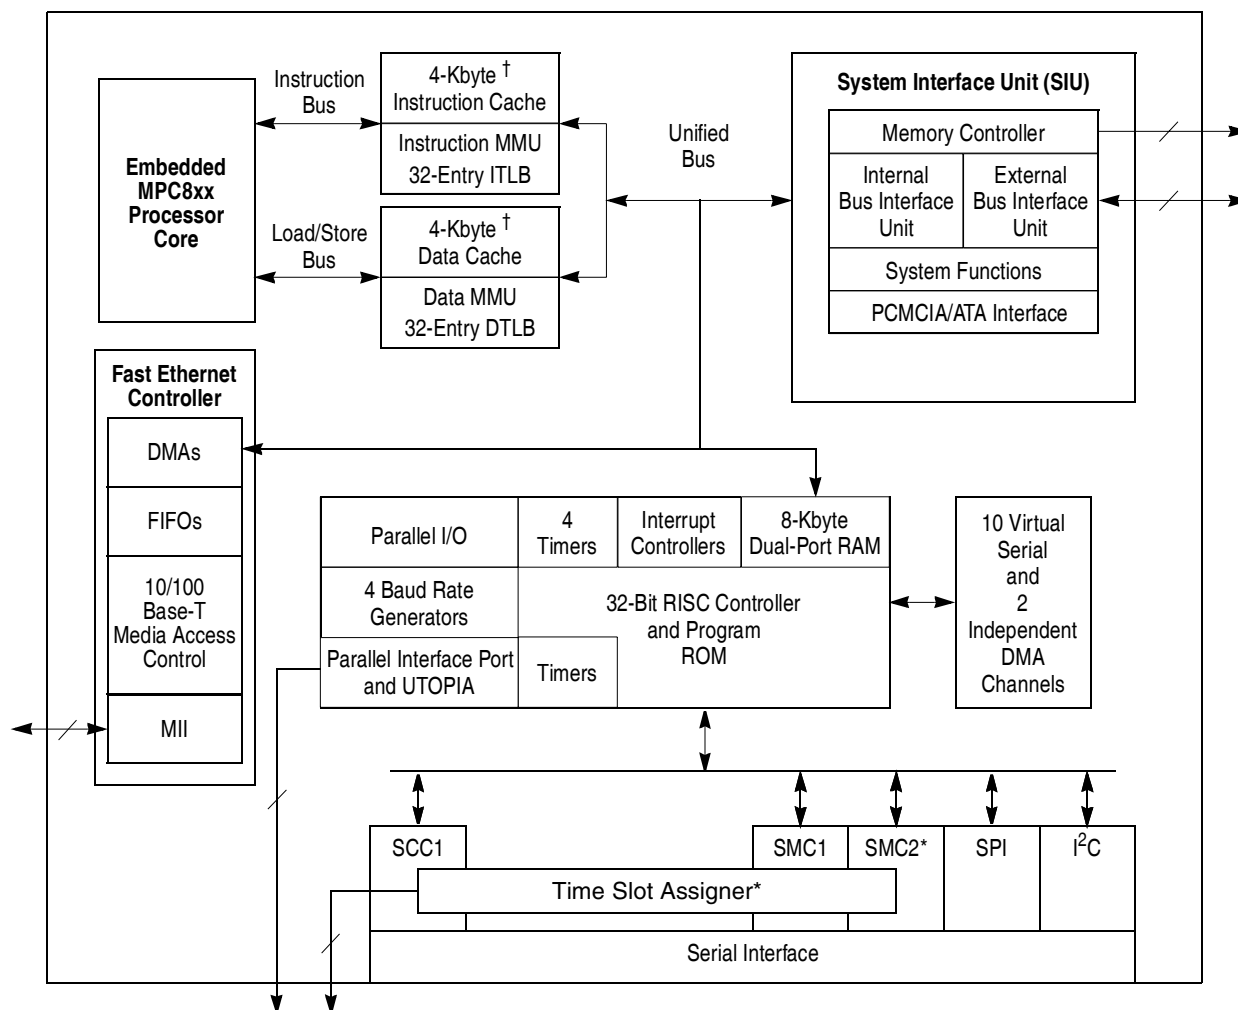 Instruction
Bus
4-Kbyte †
Instruction Cache
Instruction MMU
32-Entry ITLB
Embedded
MPC8xx
Processor
Core
Load/Store
Bus
4-Kbyte †
Data Cache
Data MMU
32-Entry DTLB
Unified
Bus
System Interface Unit (SIU)
Memory Controller
Internal
Bus Interface
Unit
External
Bus Interface
Unit
System Functions
PCMCIA/ATA Interface
Fast Ethernet
Controller
DMAs
FIFOs
10/100
Base-T
Media Access
Control
MII
Parallel I/O
4
Timers
Interrupt
Controllers
8-Kbyte
Dual-Port RAM
4 Baud Rate
Generators
32-Bit RISC Controller
and Program
ROM
Parallel Interface Port
and UTOPIA
Timers
10 Virtual
Serial
and
2
Independent
DMA
Channels
SCC1
SMC1
SMC2*
SPI
I²C
Time Slot Assigner*
Serial Interface